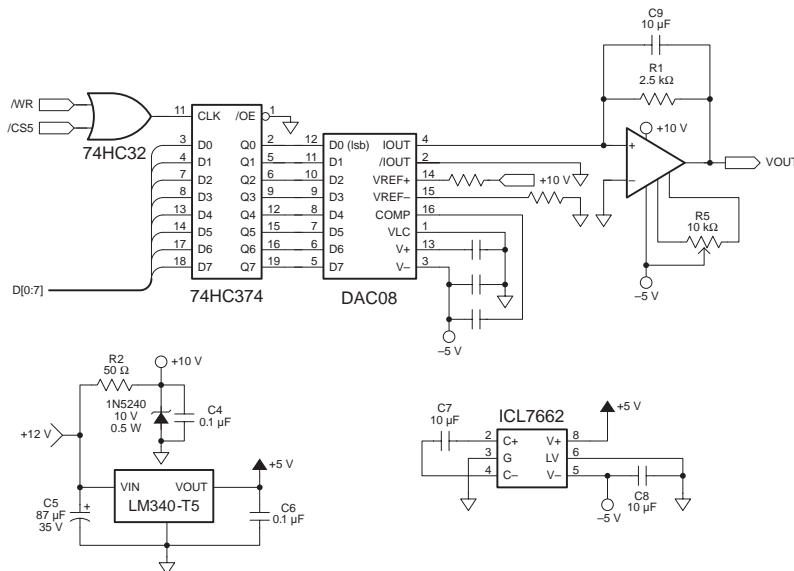 C9
10 µF
R1
2.5 kΩ
/WR
/CS5
74HC32
11 CLK /OE 1
3 D0 Q0 2 12 D0 (lsb) IOUT 4
4 D1 Q1 5 11 D1 /IOUT 2
7 D2 Q2 6 10 D2 VREF+ 14 +10 V
8 D3 Q3 9 9 D3 VREF– 15
13 D4 Q4 12 8 D4 COMP 16
14 D5 Q5 15 7 D5 VLC 1
17 D6 Q6 16 6 D6 V+ 13
18 D7 Q7 19 5 D7 V– 3
D[0:7]
74HC374
DAC08
–5 V
+10 V
+
–
VOUT
R5
10 kΩ
–5 V
R2
50 Ω
+10 V
1N5240
10 V
0.5 W
C4
0.1 µF
+12 V
+5 V
VIN VOUT
LM340-T5
C5
87 µF
35 V
+
C6
0.1 µF
ICL7662
C7
10 µF
+5 V
2 C+ V+ 8
3 G LV 6
4 C– V– 5
C8
10 µF
–5 V